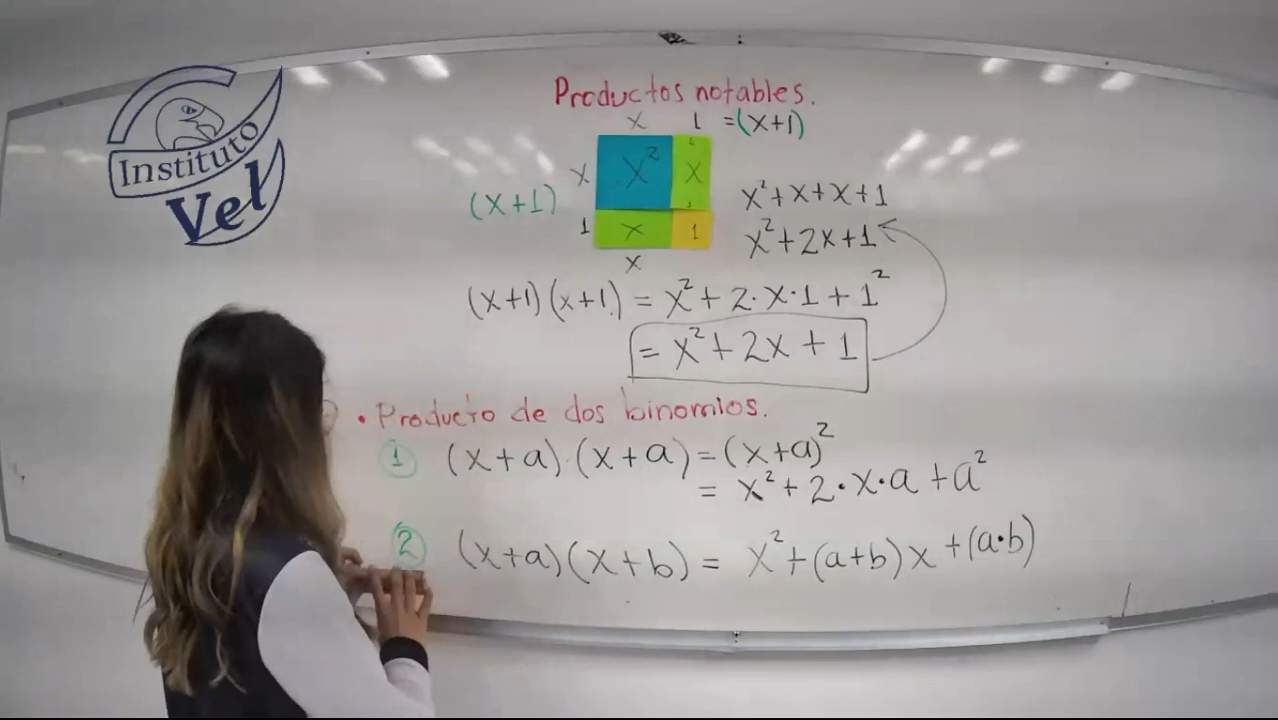 Instituto
Vel
Productos notables.
x 1 =(x+1)
x x² x
(x+1)
1 x 1
x
x²+x+x+1
x²+2x+1
(x+1)(x+1) = x²+2·x·1+1²
= x²+2x+1
• Producto de dos binomios.
1 (x+a)·(x+a)=(x+a)²
= x²+2·x·a+a²
2 (x+a)(x+b)= x²+(a+b)x+(a·b)